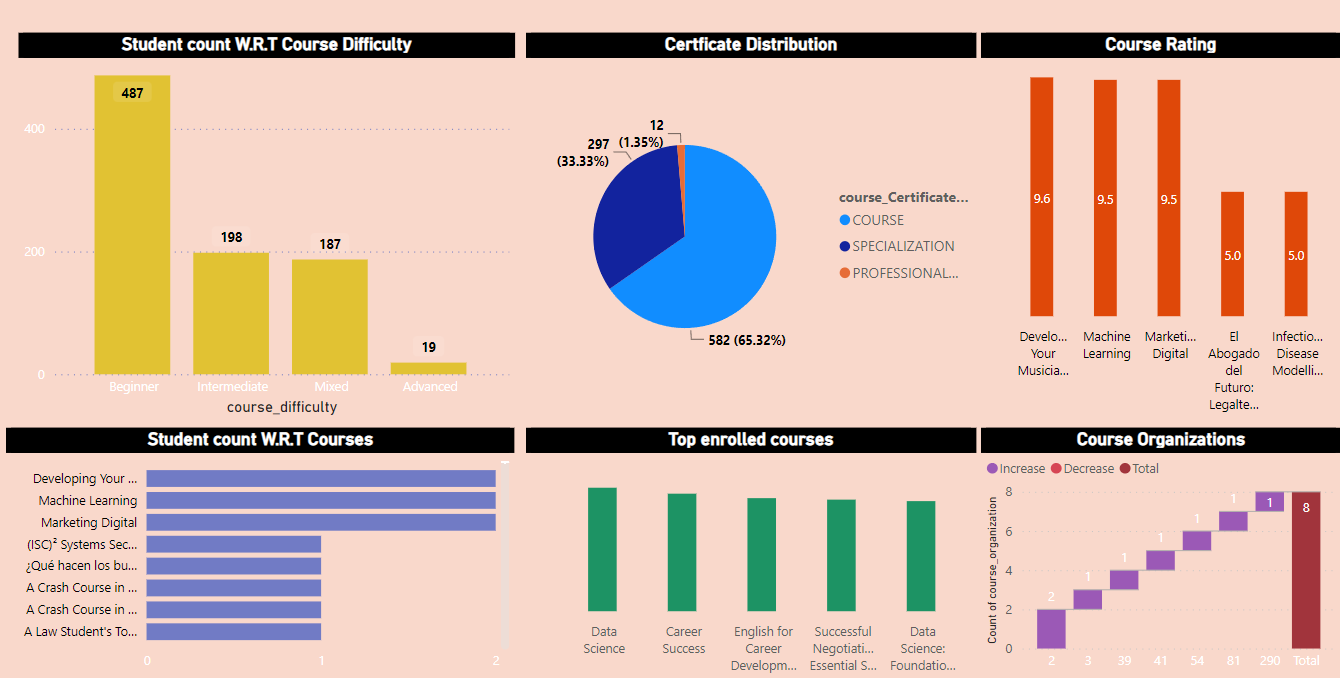 Student count W.R.T Course Difficulty
487
400
198
187
200
19
0
Beginner Intermediate Mixed Advanced
course_difficulty
Certficate Distribution
12
(1.35%)
297
(33.33%)
582 (65.32%)
course_Certificate...
COURSE
SPECIALIZATION
PROFESSIONAL...
Course Rating
9.6 9.5 9.5 5.0 5.0
Develo...
Your
Musicia...
Machine
Learning
Marketi...
Digital
El
Abogado
del
Futuro:
Legalte...
Infectio...
Disease
Modelli...
Student count W.R.T Courses
Developing Your ...
Machine Learning
Marketing Digital
(ISC)² Systems Sec...
¿Qué hacen los bu...
A Crash Course in ...
A Crash Course in ...
A Law Student's To...
0 1 2
Top enrolled courses
Data
Science
Career
Success
English for
Career
Developm...
Successful
Negotiati...
Essential S...
Data
Science:
Foundatio...
Course Organizations
Increase Decrease Total
Count of course_organization
8
6
4
2
0
2 1 1 1 1 1 1 8
2 3 39 41 54 81 290 Total